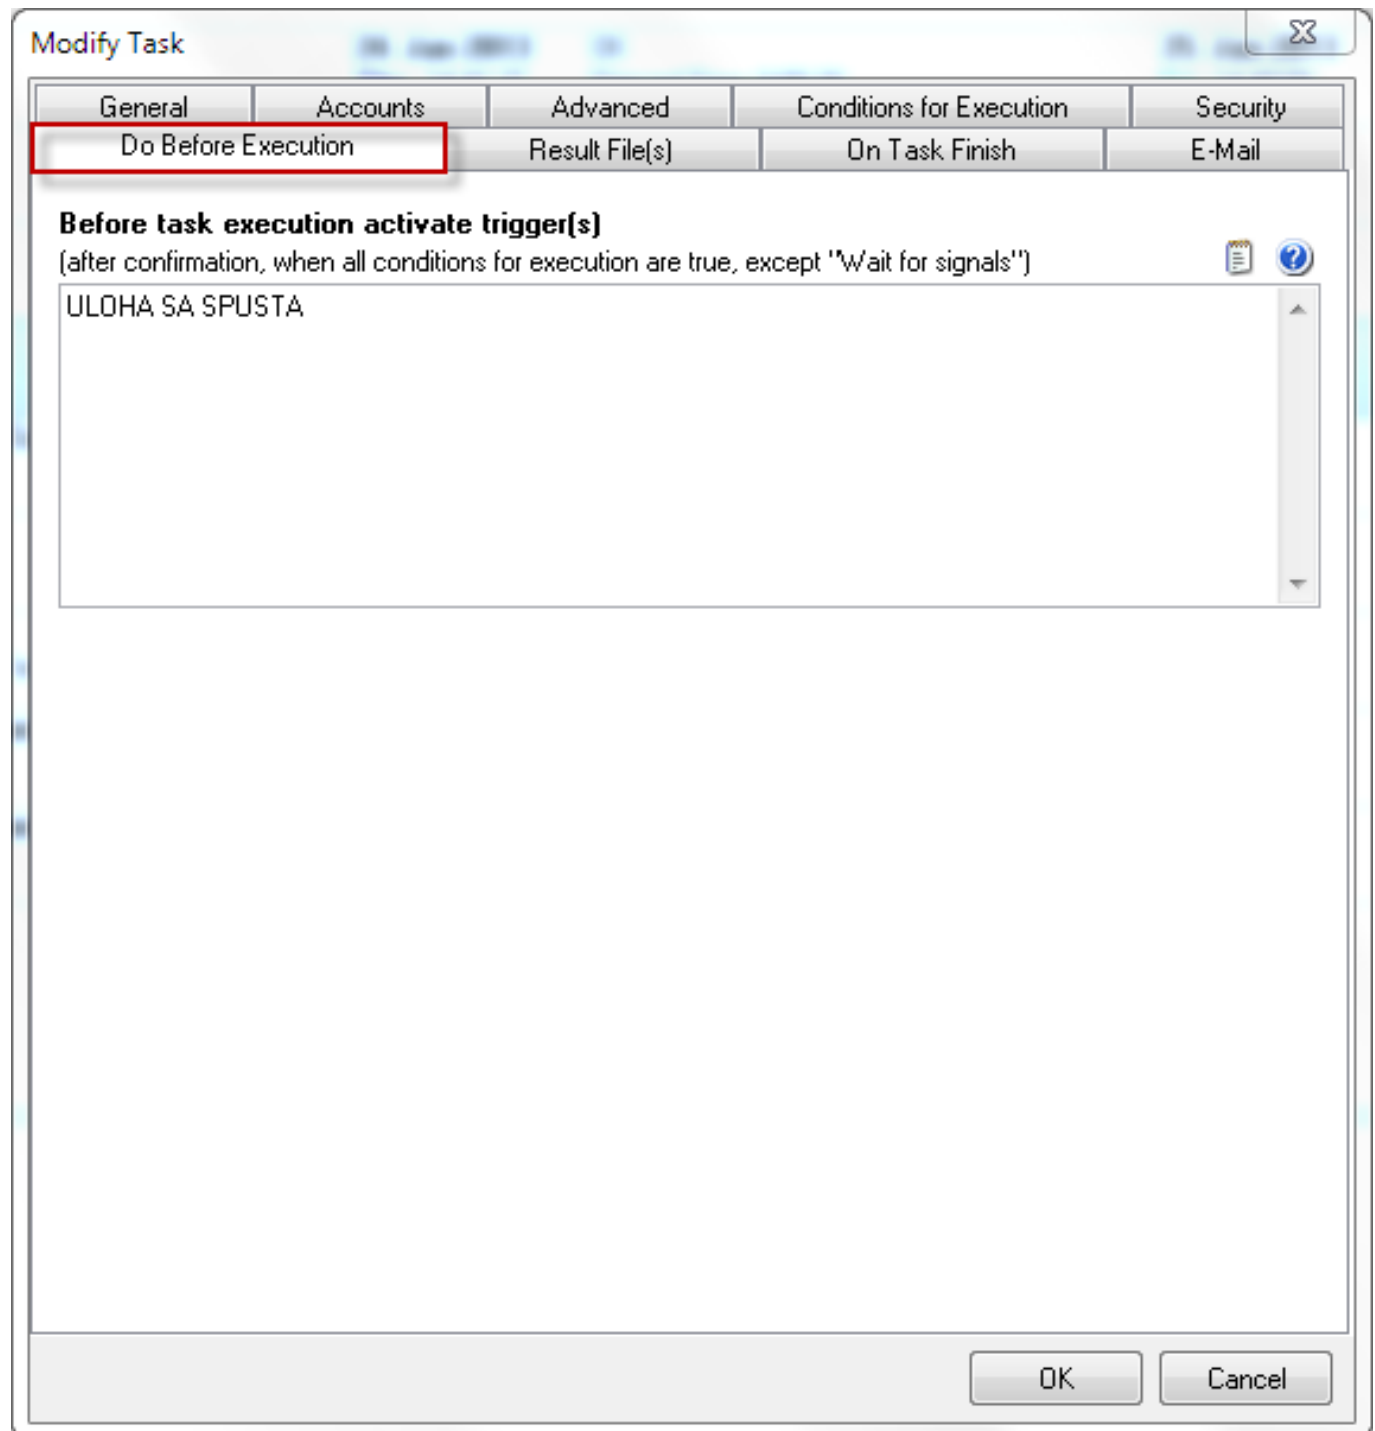 Modify Task
General Accounts Advanced Conditions for Execution Security
Do Before Execution Result File(s) On Task Finish E-Mail
Before task execution activate trigger(s)
(after confirmation, when all conditions for execution are true, except "Wait for signals")
ULOHA SA SPUSTA
OK Cancel